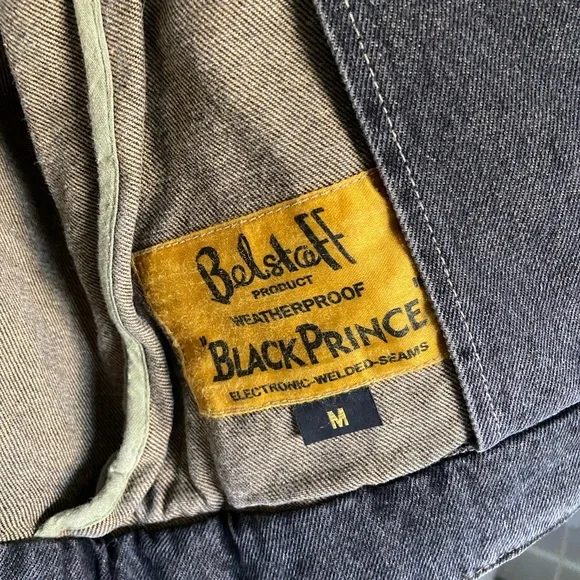 Belstaff
PRODUCT
WEATHERPROOF
"BLACK PRINCE"
ELECTRONIC-WELDED-SEAMS
M